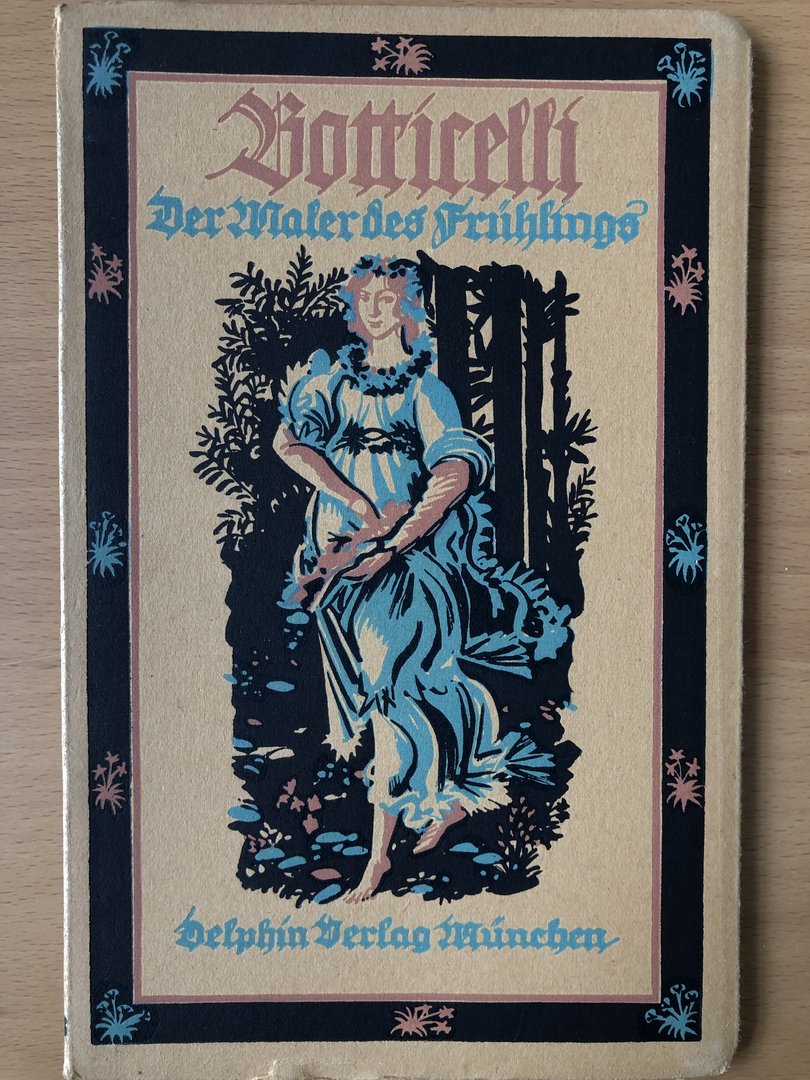 Botticelli
Der Maler des Frühlings
Delphin Verlag München